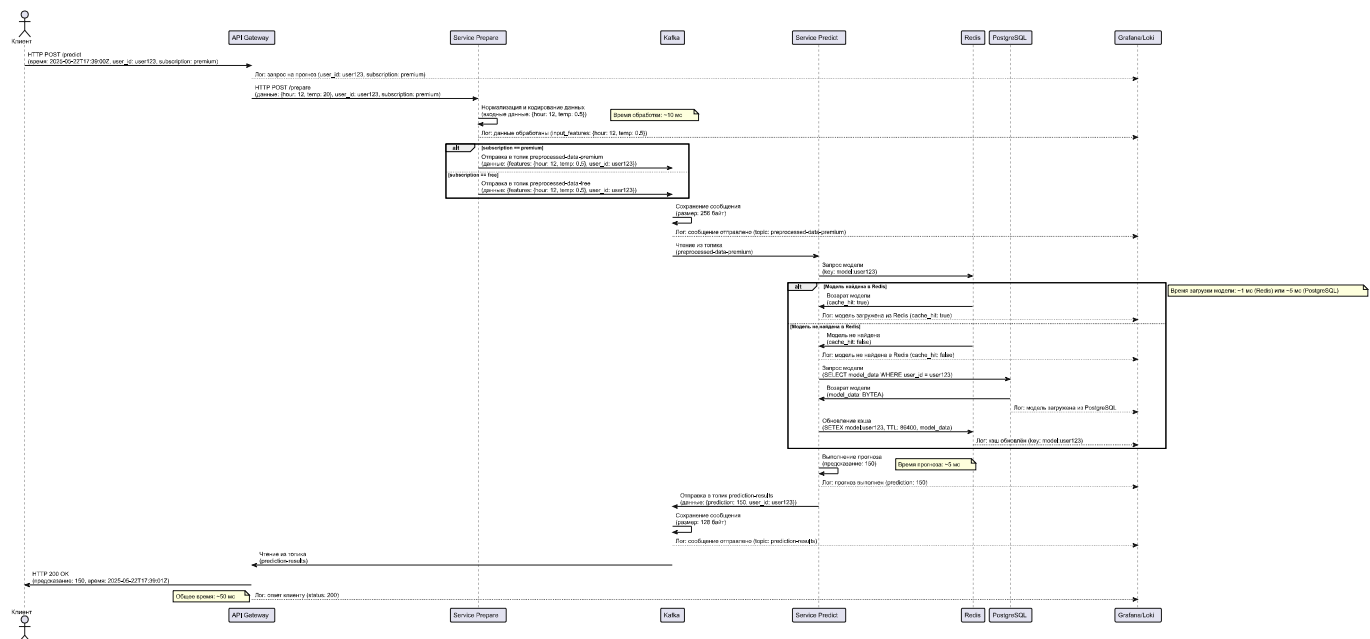 Клиент
API Gateway
Service Prepare
Kafka
Service Predict
Redis
PostgreSQL
Grafana/Loki
HTTP POST /predict
(время: 2025-05-22T17:39:00Z, user_id: user123, subscription: premium)
Лог: запрос на прогноз (user_id: user123, subscription: premium)
HTTP POST /prepare
(данные: {hour: 12, temp: 20}, user_id: user123, subscription: premium)
Нормализация и кодирование данных
(входные данные: {hour: 12, temp: 0.5})
Время обработки: ~10 мс
Лог: данные обработаны (input_features: {hour: 12, temp: 0.5})
alt
[subscription == premium]
Отправка в топик preprocessed-data-premium
(данные: {features: {hour: 12, temp: 0.5}, user_id: user123})
[subscription == free]
Отправка в топик preprocessed-data-free
(данные: {features: {hour: 12, temp: 0.5}, user_id: user123})
Сохранение сообщения
(размер: 256 байт)
Лог: сообщение отправлено (topic: preprocessed-data-premium)
Чтение из топика
(preprocessed-data-premium)
Запрос модели
(key: model:user123)
alt
[Модель найдена в Redis]
Время загрузки модели: ~1 мс (Redis) или ~5 мс (PostgreSQL)
Возврат модели
(cache_hit: true)
Лог: модель загружена из Redis (cache_hit: true)
[Модель не найдена в Redis]
Модель не найдена
(cache_hit: false)
Лог: модель не найдена в Redis (cache_hit: false)
Запрос модели
(SELECT model_data WHERE user_id = user123)
Возврат модели
(model_data: BYTEA)
Лог: модель загружена из PostgreSQL
Обновление кэша
(SETEX model:user123, TTL: 86400, model_data)
Лог: кэш обновлён (key: model:user123)
Выполнение прогноза
(предсказание: 150)
Время прогноза: ~5 мс
Лог: прогноз выполнен (prediction: 150)
Отправка в топик prediction-results
(данные: {prediction: 150, user_id: user123})
Сохранение сообщения
(размер: 128 байт)
Лог: сообщение отправлено (topic: prediction-results)
Чтение из топика
(prediction-results)
HTTP 200 OK
(предсказание: 150, время: 2025-05-22T17:39:01Z)
Общее время: ~50 мс
Лог: ответ клиенту (status: 200)
Клиент
API Gateway
Service Prepare
Kafka
Service Predict
Redis
PostgreSQL
Grafana/Loki